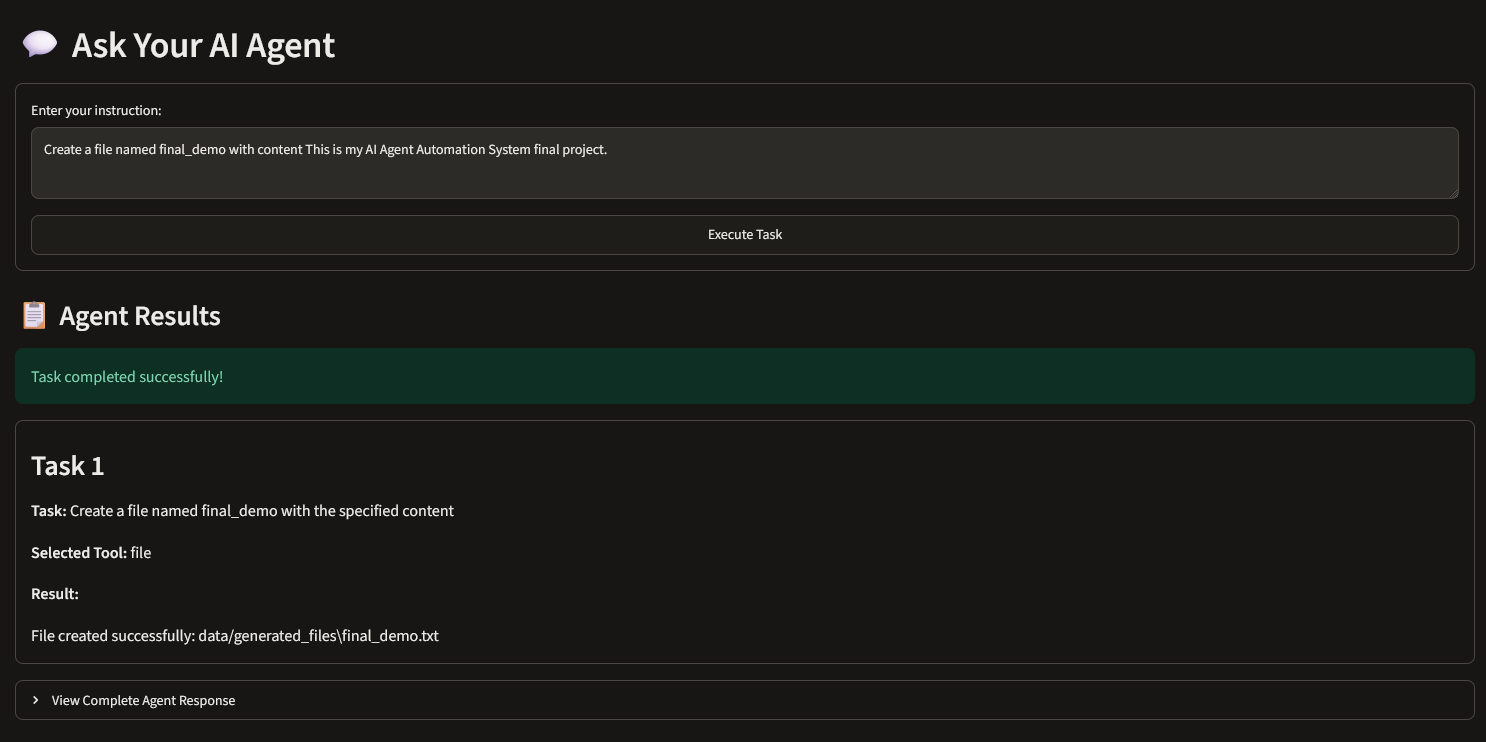 Ask Your AI Agent
Enter your instruction:
Create a file named final_demo with content This is my AI Agent Automation System final project.
Execute Task
Agent Results
Task completed successfully!
Task 1
Task: Create a file named final_demo with the specified content
Selected Tool: file
Result:
File created successfully: data/generated_files\final_demo.txt
View Complete Agent Response